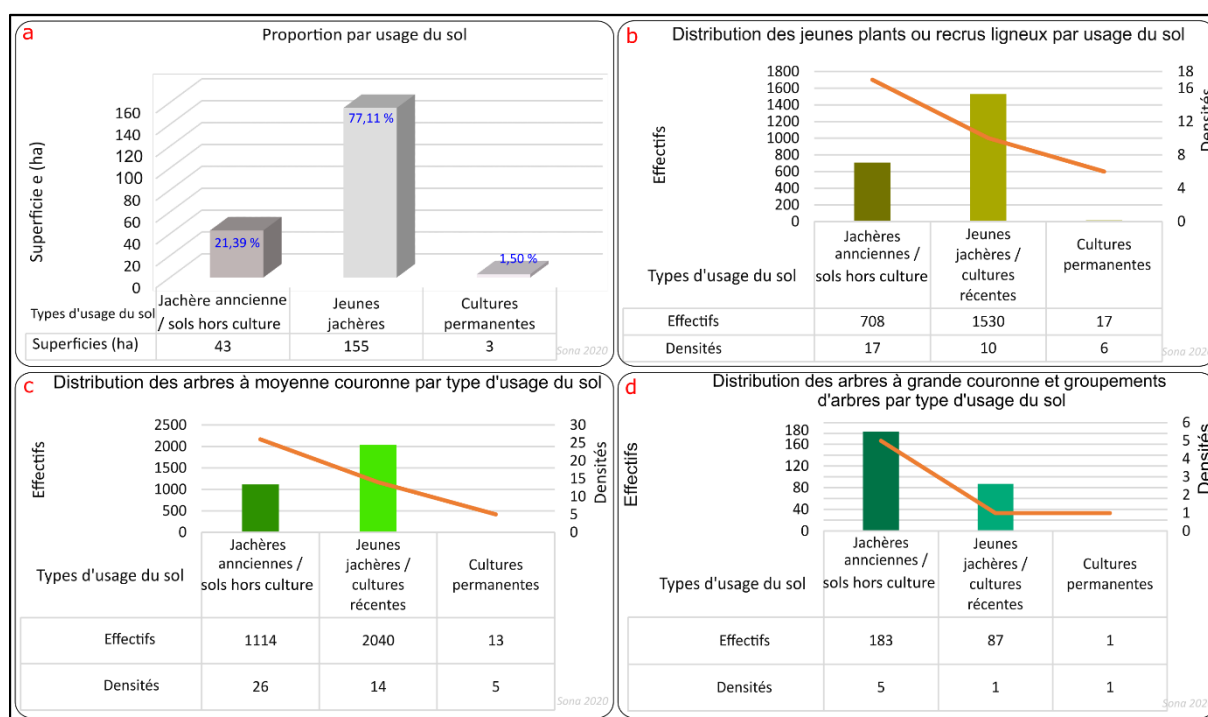 a
Proportion par usage du sol
Superficie e (ha)
160
140
120
100
80
60
40
20
0
77,11 %
21,39 %
1,50 %
Types d'usage du sol
Jachère anncienne
/ sols hors culture
Jeunes
jachères
Cultures
permanentes
Superficies (ha)
43
155
3
Sona 2020
b
Distribution des jeunes plants ou recrus ligneux par usage du sol
Effectifs
1800
1600
1400
1200
1000
800
600
400
200
0
18
16
12
8
4
0
Densités
Types d'usage du sol
Jachères
anciennes /
sols hors culture
Jeunes
jachères /
cultures
récentes
Cultures
permanentes
Effectifs
708
1530
17
Densités
17
10
6
Sona 2020
c
Distribution des arbres à moyenne couronne par type d'usage du sol
Effectifs
2500
2000
1500
1000
500
0
30
25
20
15
10
5
0
Densités
Types d'usage du sol
Jachères
annciennes /
sols hors culture
Jeunes
jachères /
cultures
récentes
Cultures
permanentes
Effectifs
1114
2040
13
Densités
26
14
5
Sona 2020
d
Distribution des arbres à grande couronne et groupements
d'arbres par type d'usage du sol
Effectifs
180
160
120
80
40
0
6
5
4
3
2
1
0
Densités
Types d'usage du sol
Jachères
annciennes /
sols hors culture
Jeunes
jachères /
cultures
récentes
Cultures
permanentes
Effectifs
183
87
1
Densités
5
1
1
Sona 202